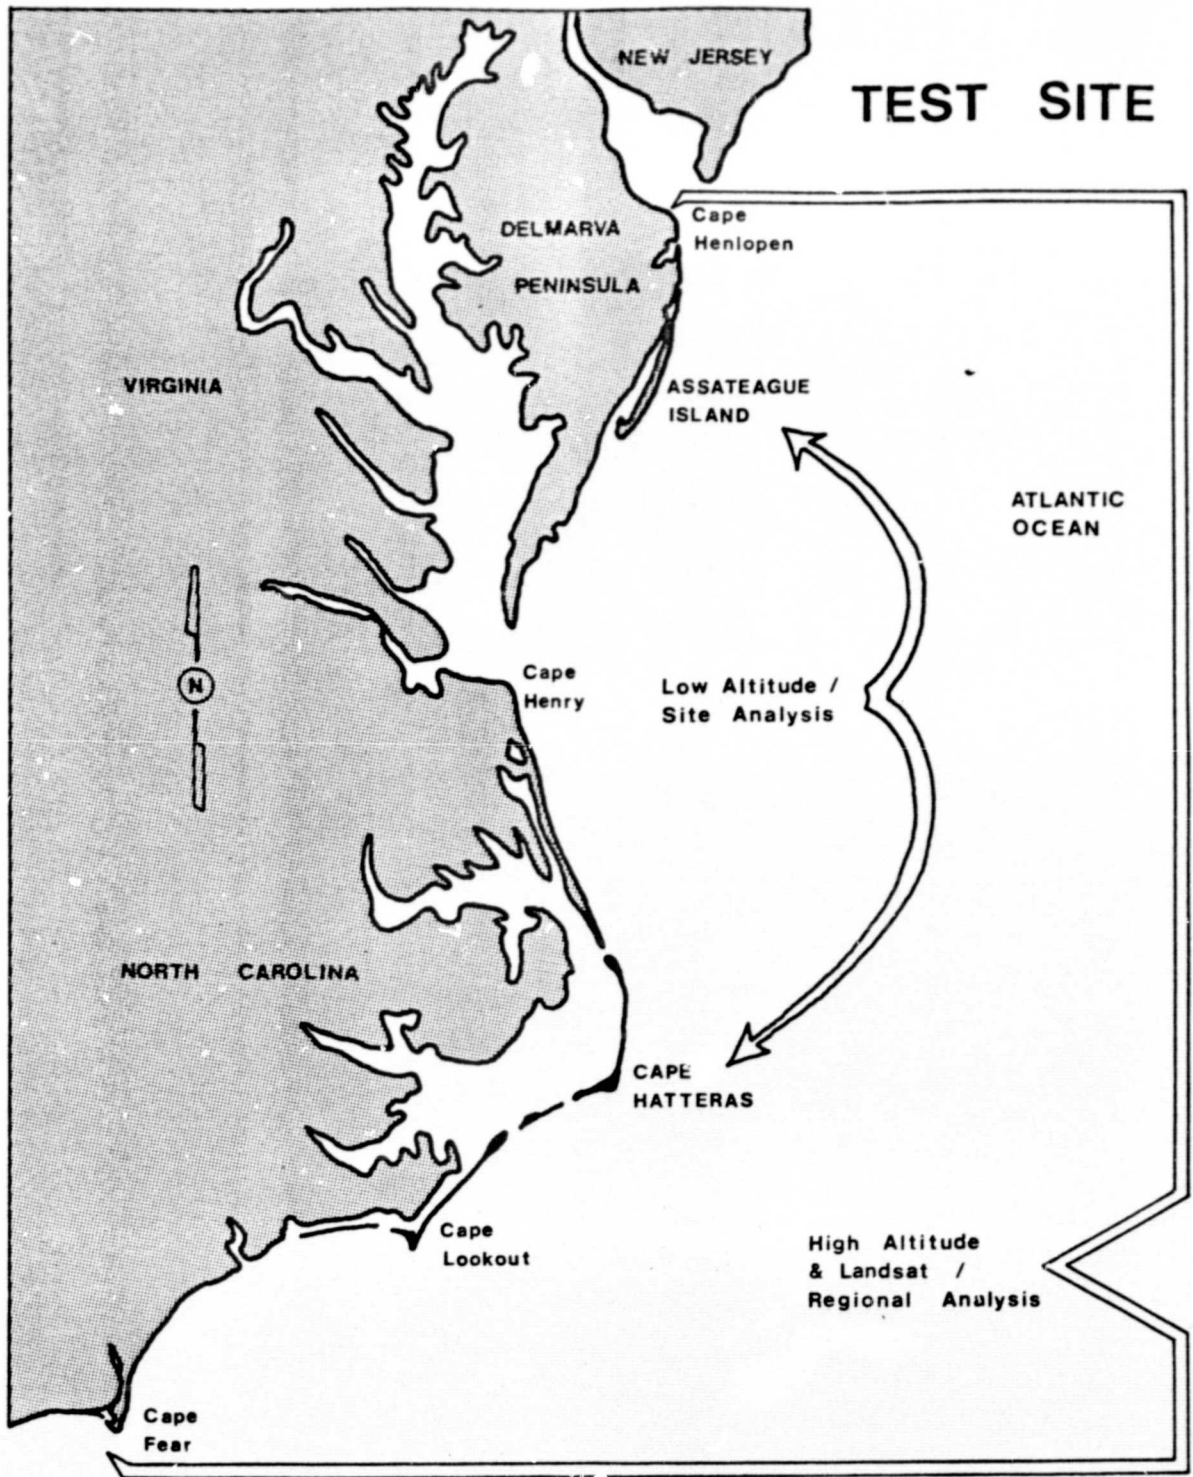 NEW JERSEY
TEST SITE
Cape
Henlopen
DELMARVA
PENINSULA
VIRGINIA
ASSATEAGUE
ISLAND
ATLANTIC
OCEAN
N
Cape
Henry
Low Altitude /
Site Analysis
NORTH CAROLINA
CAPE
HATTERAS
Cape
Lookout
High Altitude
& Landsat /
Regional Analysis
Cape
Fear